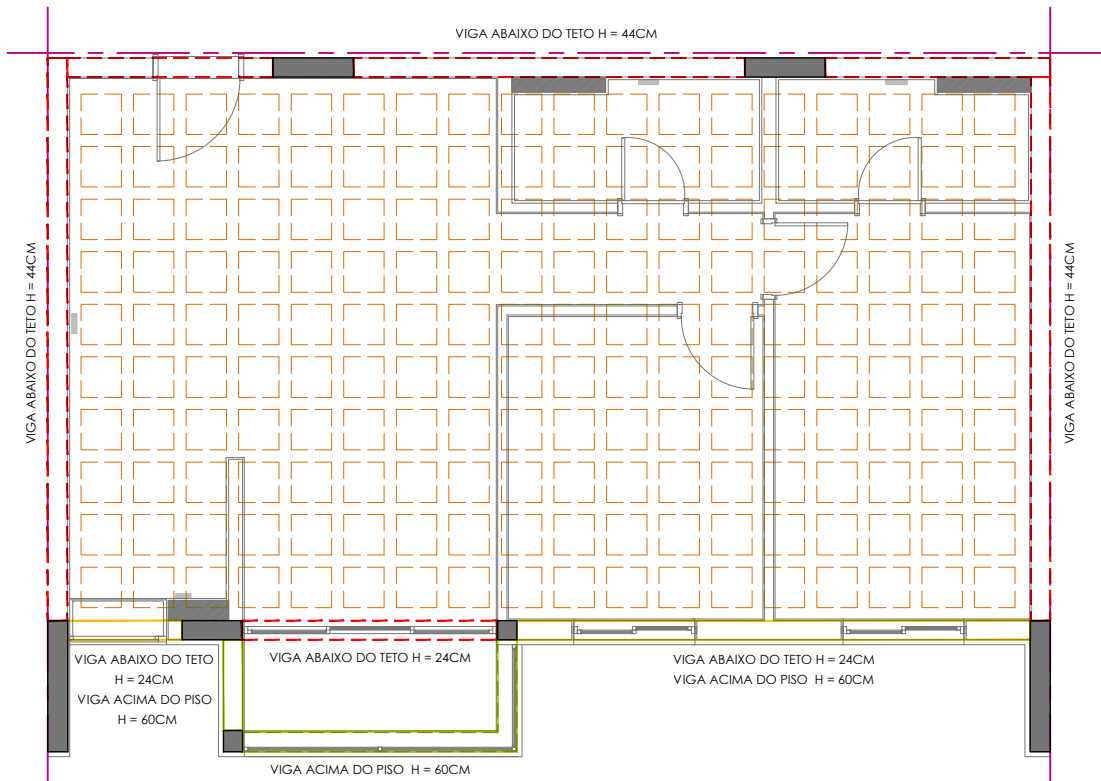 VIGA ABAIXO DO TETO H = 44CM
VIGA ABAIXO DO TETO H = 44CM
VIGA ABAIXO DO TETO H = 44CM
VIGA ABAIXO DO TETO
H = 24CM
VIGA ACIMA DO PISO
H = 60CM
VIGA ABAIXO DO TETO H = 24CM
VIGA ABAIXO DO TETO H = 24CM
VIGA ACIMA DO PISO  H = 60CM
VIGA ACIMA DO PISO  H = 60CM